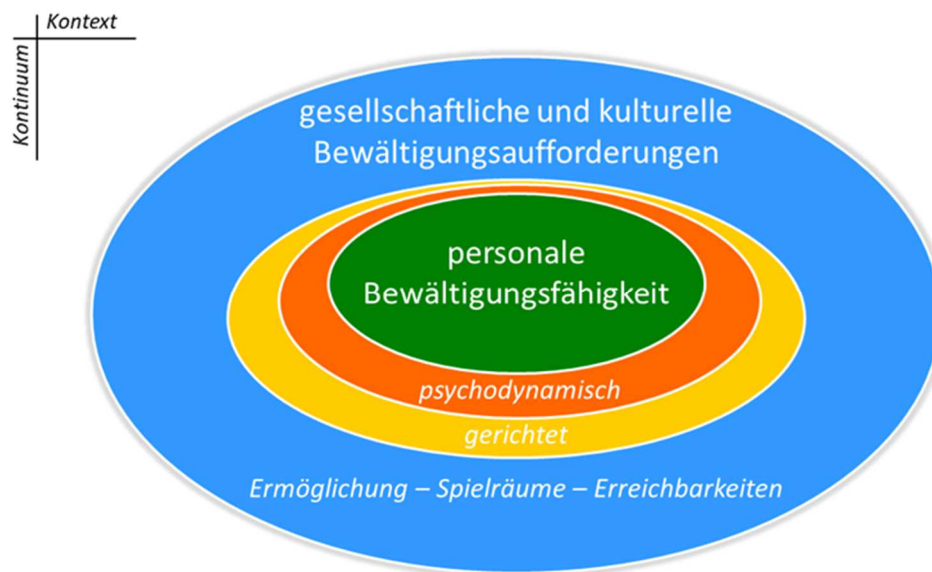 Kontext
Kontinuum
gesellschaftliche und kulturelle
Bewältigungsaufforderungen
personale
Bewältigungsfähigkeit
psychodynamisch
gerichtet
Ermöglichung – Spielräume – Erreichbarkeiten